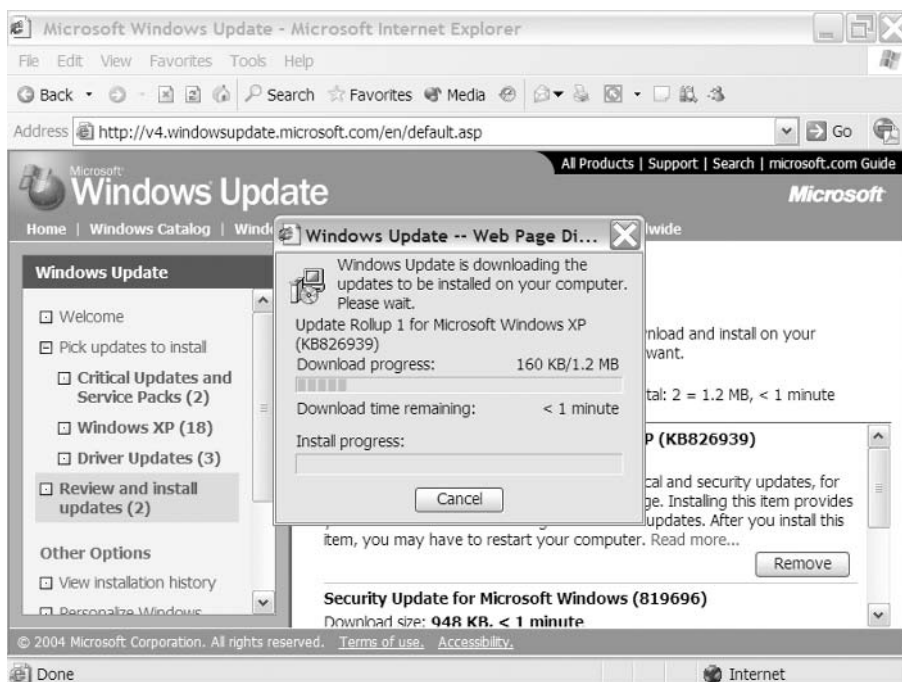 Microsoft Windows Update - Microsoft Internet Explorer
File Edit View Favorites Tools Help
Back Search Favorites Media
Address http://v4.windowsupdate.microsoft.com/en/default.asp Go
All Products | Support | Search | microsoft.com Guide
Microsoft
Windows Update
Microsoft
Home | Windows Catalog |
Windows Update -- Web Page Di...
Windows Update is downloading the
updates to be installed on your computer.
Please wait.
Update Rollup 1 for Microsoft Windows XP
(KB826939)
Download progress: 160 KB/1.2 MB
Download time remaining: < 1 minute
Install progress:
Cancel
Windows Update
Welcome
Pick updates to install
Critical Updates and
Service Packs (2)
Windows XP (18)
Driver Updates (3)
Review and install
updates (2)
Other Options
View installation history
Personalize Windows
and install on your
want.
2 = 1.2 MB, < 1 minute
(KB826939)
and security updates, for
Installing this item provides
updates. After you install this
item, you may have to restart your computer. Read more...
Remove
Security Update for Microsoft Windows (819696)
Download size: 948 KB, < 1 minute
© 2004 Microsoft Corporation. All rights reserved. Terms of use. Accessibility.
Done Internet